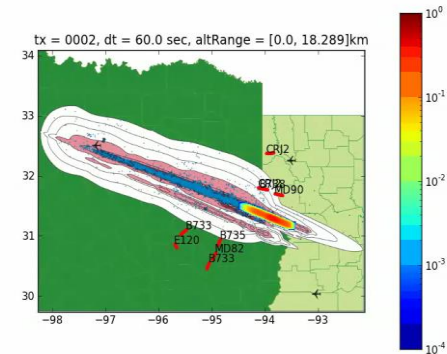 tx = 0002, dt = 60.0 sec, altRange = [0.0, 18.289]km
34
33
32
31
30
−98
−97
−96
−95
−94
−93
CRJ2
MD90
B733
B735
E120
MD82
B733
10^0
10^-1
10^-2
10^-3
10^-4